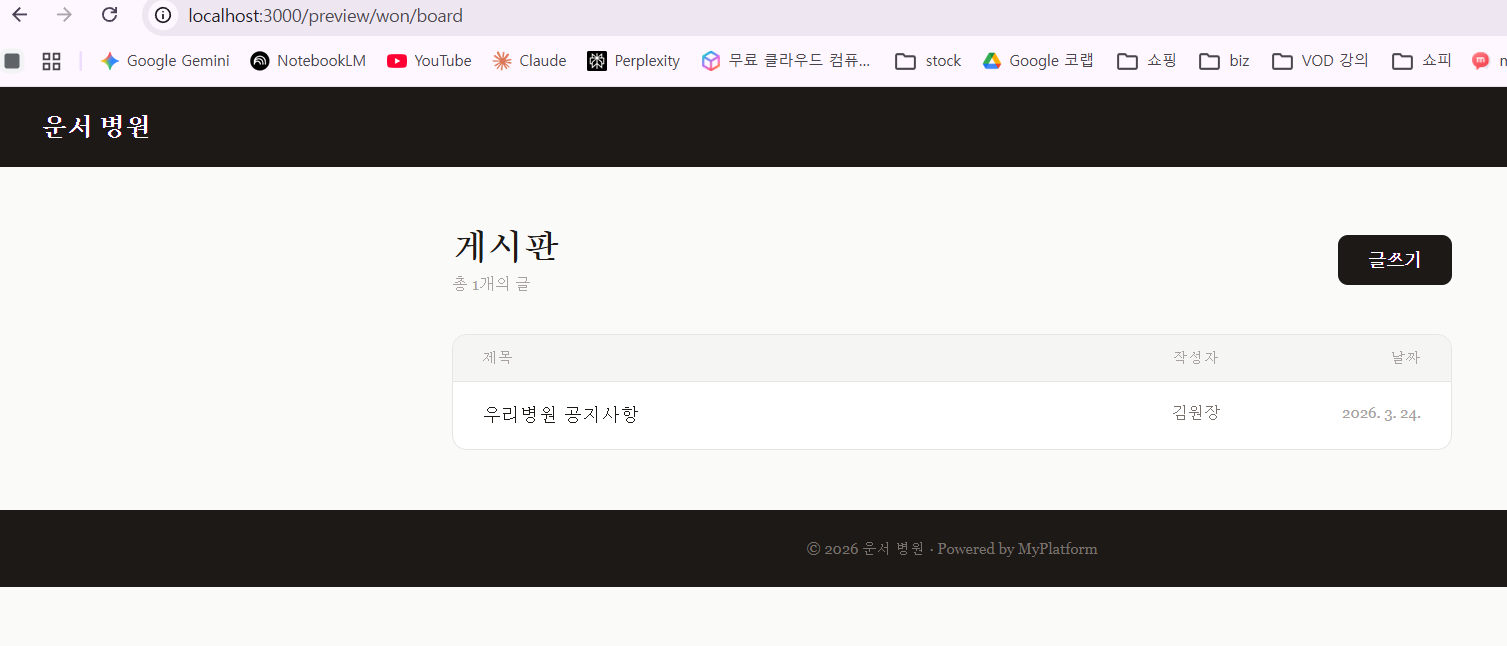 localhost:3000/preview/won/board
Google Gemini NotebookLM YouTube Claude Perplexity 무료 클라우드 컴퓨... stock Google 코랩 쇼핑 biz VOD 강의 쇼피
운서 병원
게시판
글쓰기
총 1개의 글
제목 작성자 날짜
우리병원 공지사항 김원장 2026. 3. 24.
© 2026 운서 병원 · Powered by MyPlatform